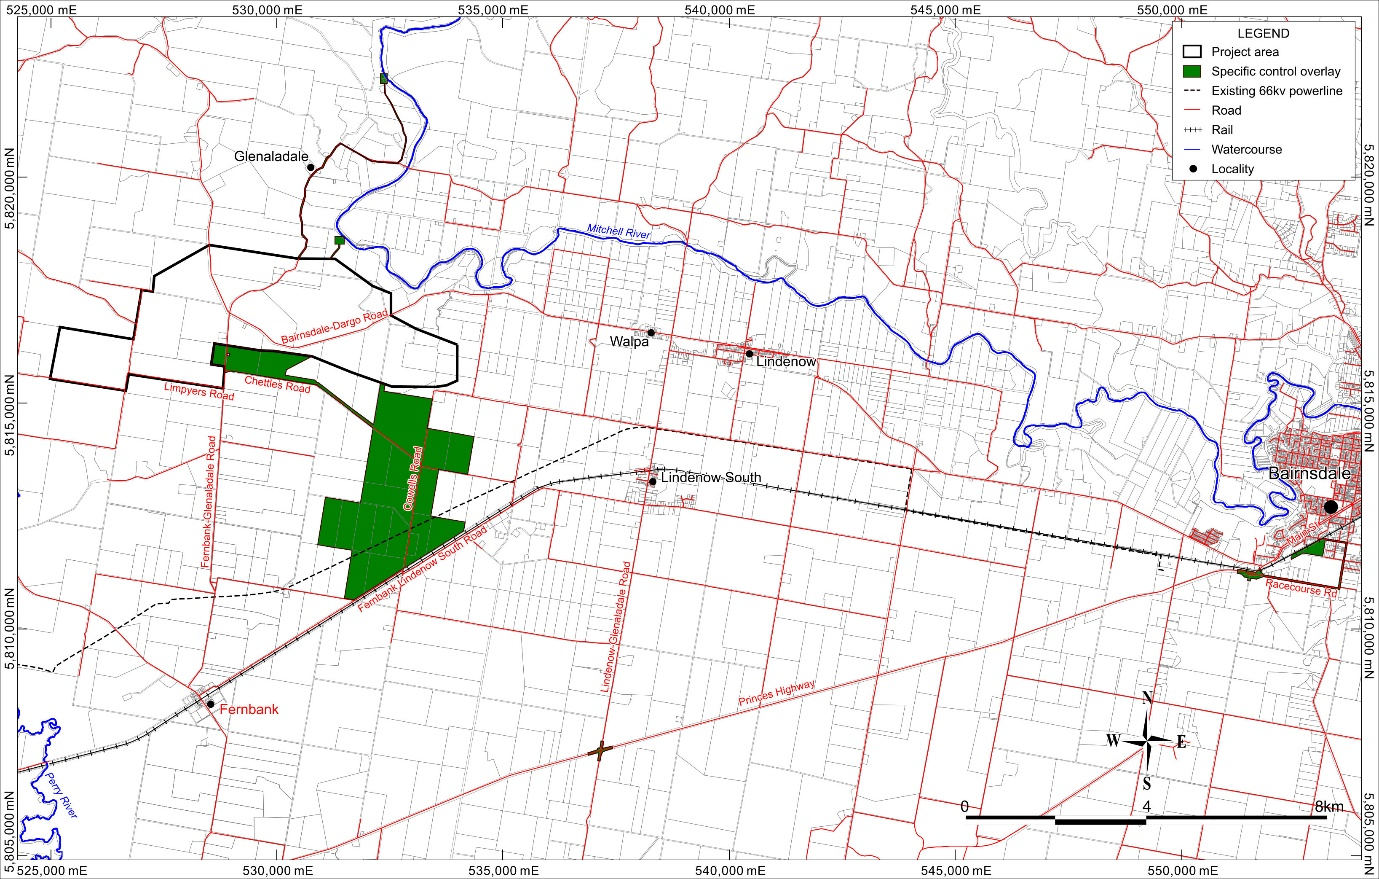 525,000 mE
530,000 mE
535,000 mE
540,000 mE
545,000 mE
550,000 mE
LEGEND
Project area
Specific control overlay
Existing 66kv powerline
Road
Rail
Watercourse
Locality
5,820,000 mN
5,820,000 mN
Glenaladale
Mitchell River
Bairnsdale-Dargo Road
Walpa
Lindenow
Limpyers Road
Chettles Road
5,815,000 mN
5,815,000 mN
Fernbank-Glenaladale Road
Cowells Road
Lindenow South
Bairnsdale
Main St
Fernbank Lindenow South Road
Racecourse Rd
5,810,000 mN
5,810,000 mN
Lindenow-Glenaladale Road
Princes Highway
Fernbank
Perry River
N
W
E
S
0
4
8km
5,805,000 mN
5,805,000 mN
525,000 mE
530,000 mE
535,000 mE
540,000 mE
545,000 mE
550,000 mE